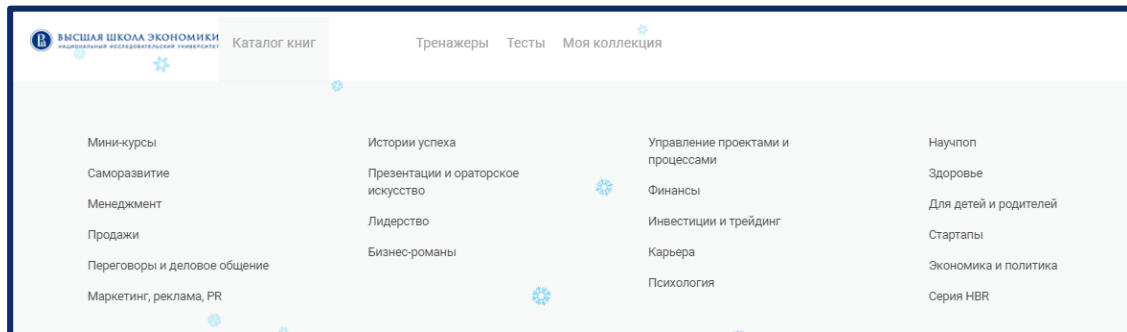 ВЫСШАЯ ШКОЛА ЭКОНОМИКИ
НАЦИОНАЛЬНЫЙ ИССЛЕДОВАТЕЛЬСКИЙ УНИВЕРСИТЕТ
Каталог книг
Тренажеры Тесты Моя коллекция
Мини-курсы
Саморазвитие
Менеджмент
Продажи
Переговоры и деловое общение
Маркетинг, реклама, PR
Истории успеха
Презентации и ораторское
искусство
Лидерство
Бизнес-романы
Управление проектами и
процессами
Финансы
Инвестиции и трейдинг
Карьера
Психология
Научпоп
Здоровье
Для детей и родителей
Стартапы
Экономика и политика
Серия HBR